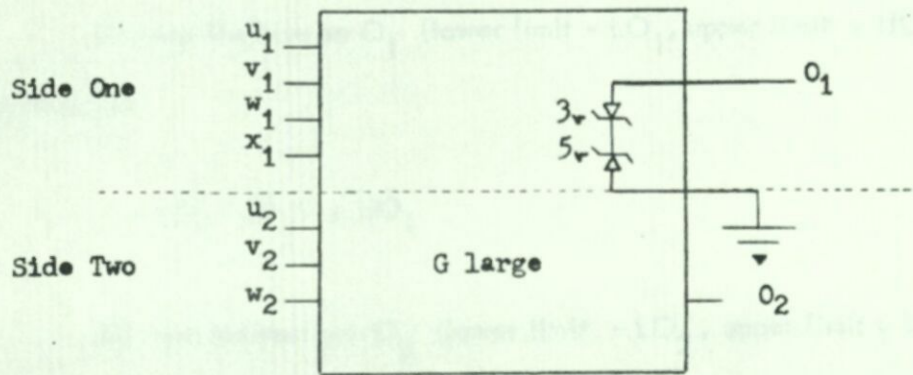 u1
v1
Side One
w1
x1
3v
5v
O1
u2
v2
Side Two
w2
G large
O2